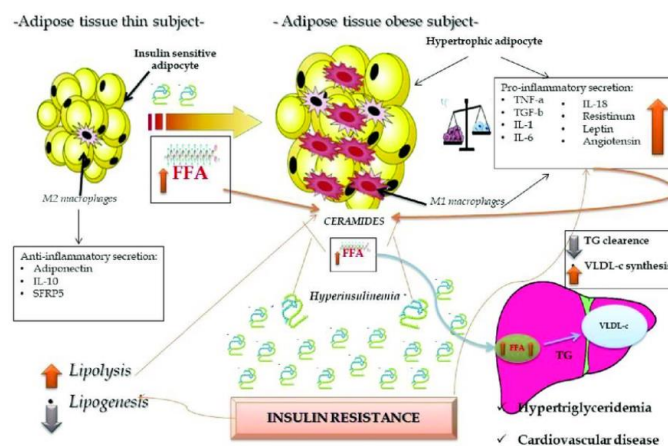 -Adipose tissue thin subject-
- Adipose tissue obese subject-
Insulin sensitive
adipocyte
Hypertrophic adipocyte
Pro-inflammatory secretion:
• TNF-a
• TGF-b
• IL-1
• IL-6
• IL-18
• Resistinum
• Leptin
• Angiotensin
FFA
M2 macrophages
M1 macrophages
CERAMIDES
Anti-inflammatory secretion:
• Adiponectin
• IL-10
• SFRP5
FFA
Hyperinsulinemia
TG clearence
VLDL-c synthesis
VLDL-c
FFA
TG
Lipolysis
Lipogenesis
INSULIN RESISTANCE
✓ Hypertriglyceridemia
✓ Cardiovascular disease